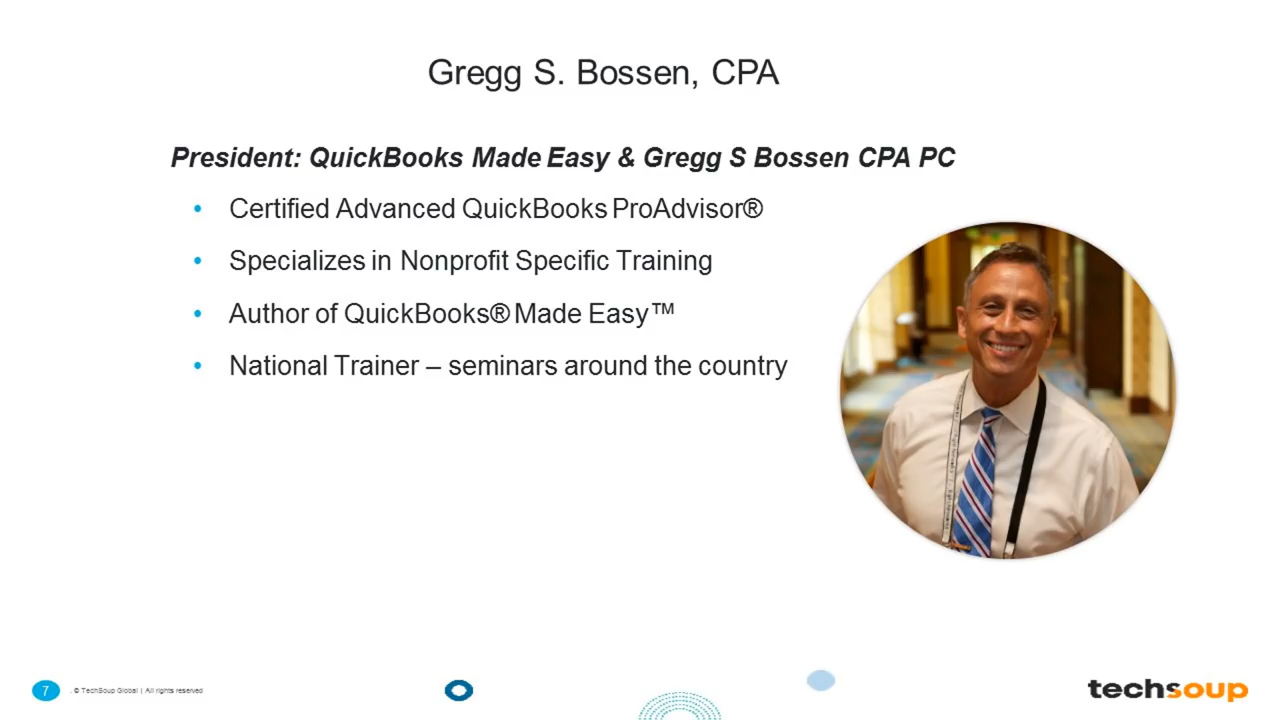 Gregg S. Bossen, CPA
President: QuickBooks Made Easy & Gregg S Bossen CPA PC
• Certified Advanced QuickBooks ProAdvisor®
• Specializes in Nonprofit Specific Training
• Author of QuickBooks® Made Easy™
• National Trainer – seminars around the country
7
. © TechSoup Global | All rights reserved
techsoup